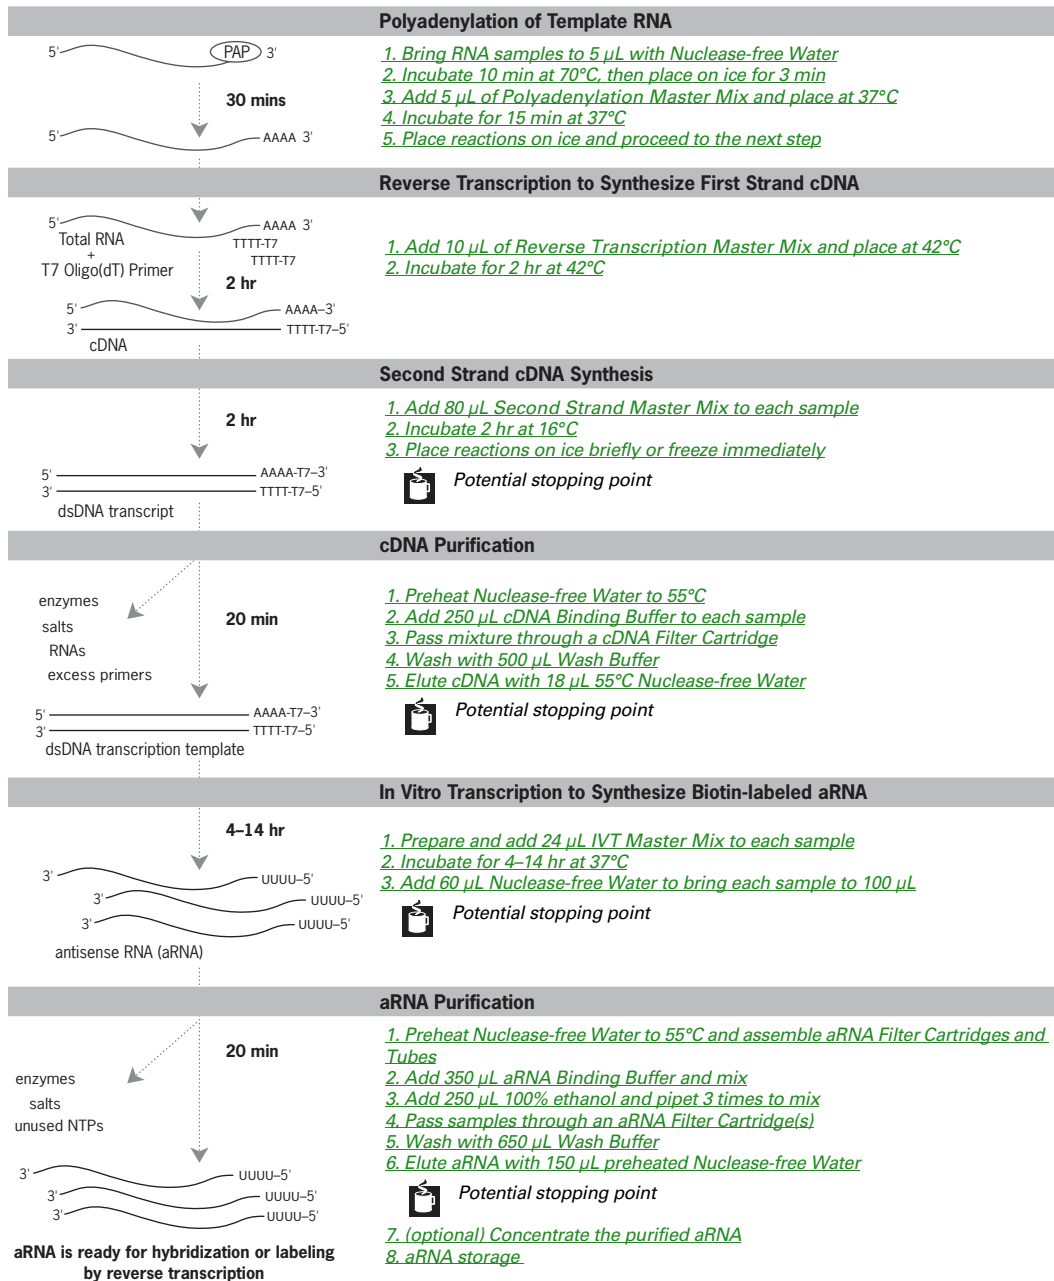 Polyadenylation of Template RNA
5' PAP 3'
30 mins
5' AAAA 3'
1. Bring RNA samples to 5 µL with Nuclease-free Water
2. Incubate 10 min at 70°C, then place on ice for 3 min
3. Add 5 µL of Polyadenylation Master Mix and place at 37°C
4. Incubate for 15 min at 37°C
5. Place reactions on ice and proceed to the next step
Reverse Transcription to Synthesize First Strand cDNA
5' AAAA 3'
Total RNA
+
T7 Oligo(dT) Primer
TTTT-T7
TTTT-T7
2 hr
5' AAAA–3'
3' TTTT-T7–5'
cDNA
1. Add 10 µL of Reverse Transcription Master Mix and place at 42°C
2. Incubate for 2 hr at 42°C
Second Strand cDNA Synthesis
2 hr
5' AAAA-T7–3'
3' TTTT-T7–5'
dsDNA transcript
1. Add 80 µL Second Strand Master Mix to each sample
2. Incubate 2 hr at 16°C
3. Place reactions on ice briefly or freeze immediately
Potential stopping point
cDNA Purification
enzymes
salts
RNAs
excess primers
20 min
5' AAAA-T7–3'
3' TTTT-T7–5'
dsDNA transcription template
1. Preheat Nuclease-free Water to 55°C
2. Add 250 µL cDNA Binding Buffer to each sample
3. Pass mixture through a cDNA Filter Cartridge
4. Wash with 500 µL Wash Buffer
5. Elute cDNA with 18 µL 55°C Nuclease-free Water
Potential stopping point
In Vitro Transcription to Synthesize Biotin-labeled aRNA
4–14 hr
3' UUUU–5'
3' UUUU–5'
3' UUUU–5'
antisense RNA (aRNA)
1. Prepare and add 24 µL IVT Master Mix to each sample
2. Incubate for 4–14 hr at 37°C
3. Add 60 µL Nuclease-free Water to bring each sample to 100 µL
Potential stopping point
aRNA Purification
20 min
enzymes
salts
unused NTPs
3' UUUU–5'
3' UUUU–5'
3' UUUU–5'
aRNA is ready for hybridization or labeling
by reverse transcription
1. Preheat Nuclease-free Water to 55°C and assemble aRNA Filter Cartridges and
Tubes
2. Add 350 µL aRNA Binding Buffer and mix
3. Add 250 µL 100% ethanol and pipet 3 times to mix
4. Pass samples through an aRNA Filter Cartridge(s)
5. Wash with 650 µL Wash Buffer
6. Elute aRNA with 150 µL preheated Nuclease-free Water
Potential stopping point
7. (optional) Concentrate the purified aRNA
8. aRNA storage